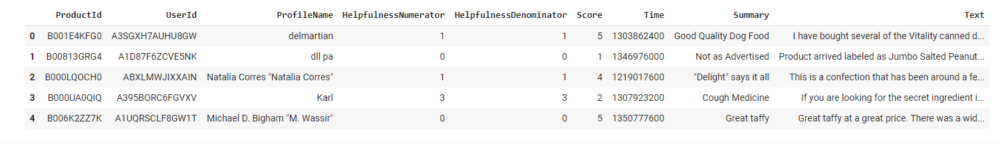 ProductId UserId ProfileName HelpfulnessNumerator HelpfulnessDenominator Score Time Summary Text
0 B001E4KFG0 A3SGXH7AUHU8GW delmartian 1 1 5 1303862400 Good Quality Dog Food I have bought several of the Vitality canned d...
1 B00813GRG4 A1D87F6ZCVE5NK dll pa 0 0 1 1346976000 Not as Advertised Product arrived labeled as Jumbo Salted Peanut...
2 B000LQOCH0 ABXLMWJIXXAIN Natalia Corres "Natalia Corres" 1 1 4 1219017600 "Delight" says it all This is a confection that has been around a fe...
3 B000UA0QIQ A395BORC6FGVXV Karl 3 3 2 1307923200 Cough Medicine If you are looking for the secret ingredient i...
4 B006K2ZZ7K A1UQRSCLF8GW1T Michael D. Bigham "M. Wassir" 0 0 5 1350777600 Great taffy Great taffy at a great price. There was a wid...